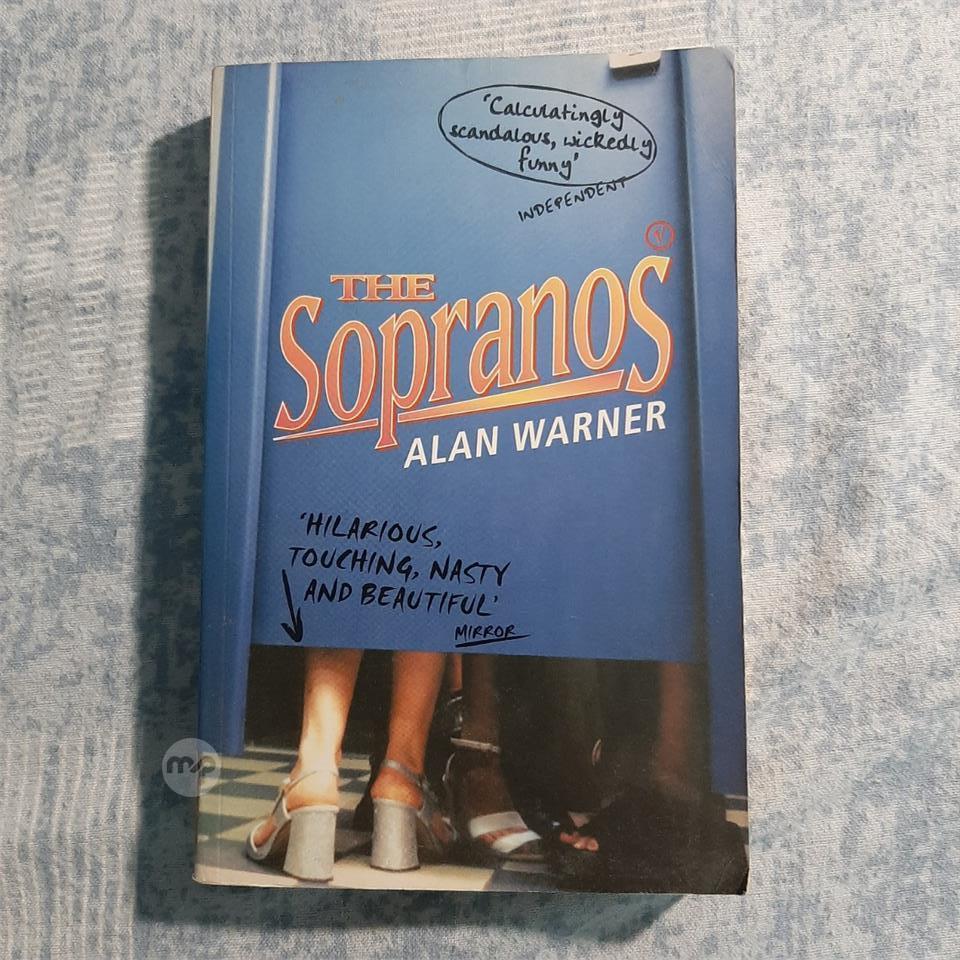 'Calculatingly
scandalous, wickedly
funny'
INDEPENDENT
V
THE
Sopranos
ALAN WARNER
'HILARIOUS,
TOUCHING, NASTY
AND BEAUTIFUL'
MIRROR